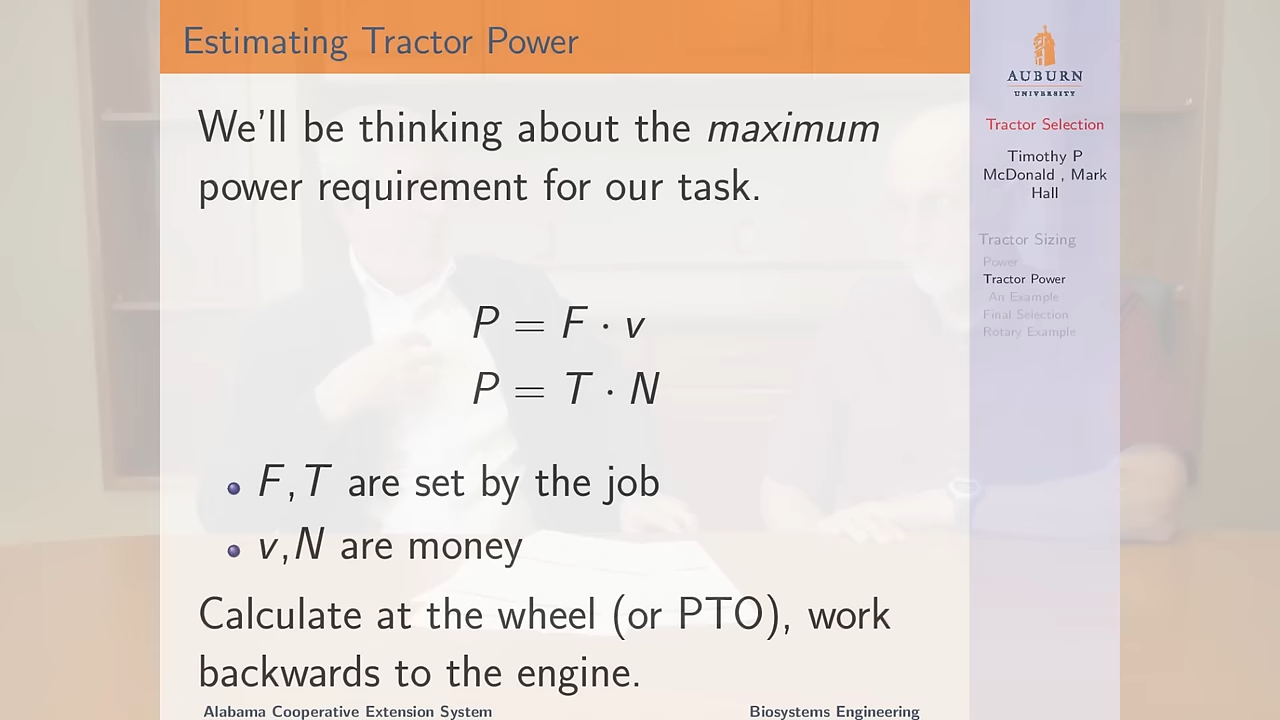 Estimating Tractor Power
We'll be thinking about the maximum
power requirement for our task.
P = F · v
P = T · N
F,T are set by the job
v,N are money
Calculate at the wheel (or PTO), work
backwards to the engine.
Alabama Cooperative Extension System
Biosystems Engineering
AUBURN
UNIVERSITY
Tractor Selection
Timothy P
McDonald , Mark
Hall
Tractor Sizing
Power
Tractor Power
An Example
Final Selection
Rotary Example